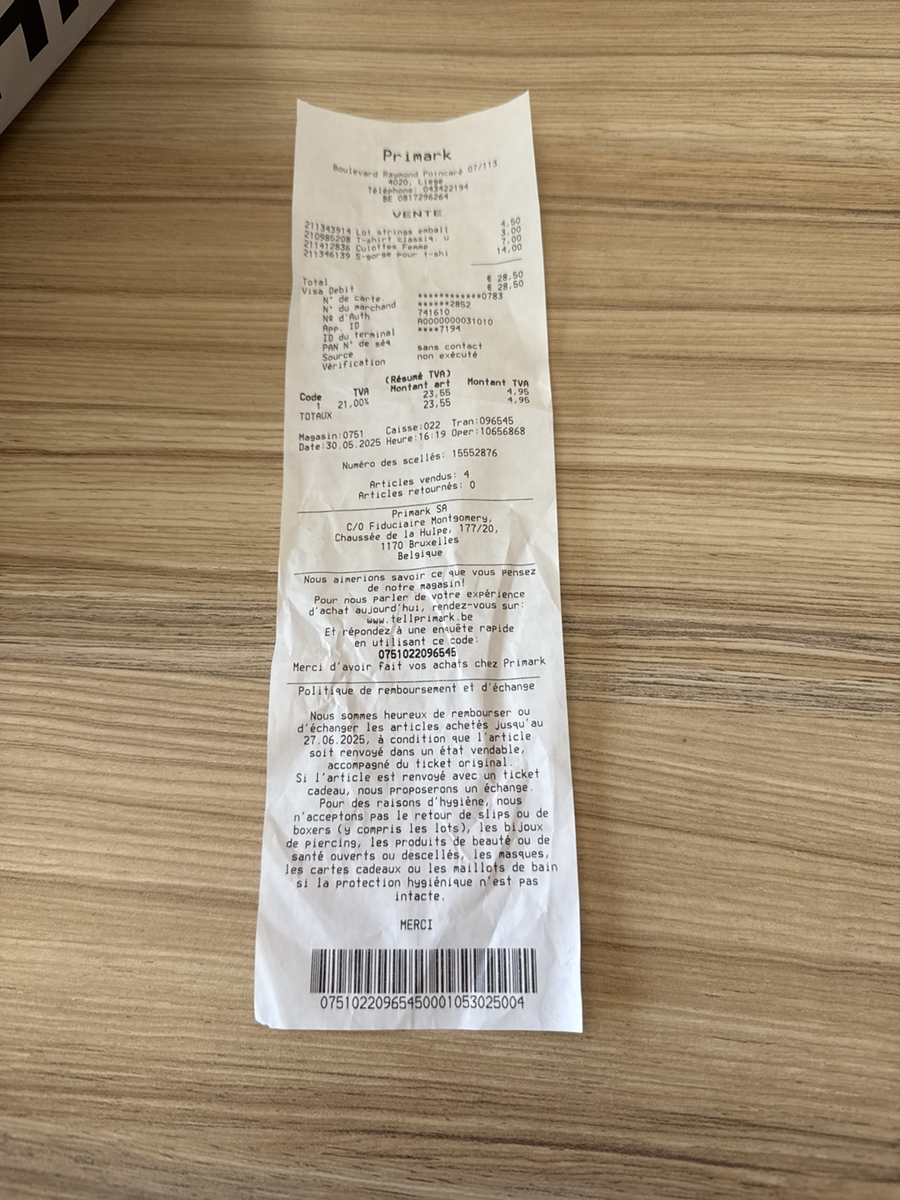 Primark
Boulevard Raymond Poincaré 07/113
4020, Liege
Téléphone: 043422194
BE 0817296264
VENTE
211343914 Lot strings emball 4,50
210985208 T-shirt classiq. u 3,00
211412836 Culottes Femme 7,00
211346139 S-gorge pour t-shi 14,00
Total € 28,50
Visa Debit € 28,50
N° de carte ************0783
N° du marchand ******2852
Nº d'Auth 741610
App. ID A0000000031010
ID du terminal ****7194
PAN N° de séq
Source sans contact
Vérification non exécuté
(Résumé TVA)
Code TVA Montant art Montant TVA
1 21,00% 23,55 4,95
TOTAUX 23,55 4,95
Magasin:0751 Caisse:022 Tran:096545
Date:30.05.2025 Heure:16:19 Oper:10656868
Numéro des scellés: 15552876
Articles vendus: 4
Articles retournés: 0
Primark SA
C/O Fiduciaire Montgomery,
Chaussée de la Hulpe, 177/20,
1170 Bruxelles
Belgique
Nous aimerions savoir ce que vous pensez
de notre magasin!
Pour nous parler de votre expérience
d'achat aujourd'hui, rendez-vous sur:
www.tellprimark.be
Et répondez à une enquête rapide
en utilisant ce code:
0751022096545
Merci d'avoir fait vos achats chez Primark
Politique de remboursement et d'échange
Nous sommes heureux de rembourser ou
d'échanger les articles achetés jusqu'au
27.06.2025, à condition que l'article
soit renvoyé dans un état vendable,
accompagné du ticket original.
Si l'article est renvoyé avec un ticket
cadeau, nous proposerons un échange.
Pour des raisons d'hygiène, nous
n'acceptons pas le retour de slips ou de
boxers (y compris les lots), les bijoux
de piercing, les produits de beauté ou de
santé ouverts ou descellés, les masques,
les cartes cadeaux ou les maillots de bain
si la protection hygiénique n'est pas
intacte.
MERCI
07510220965450001053025004